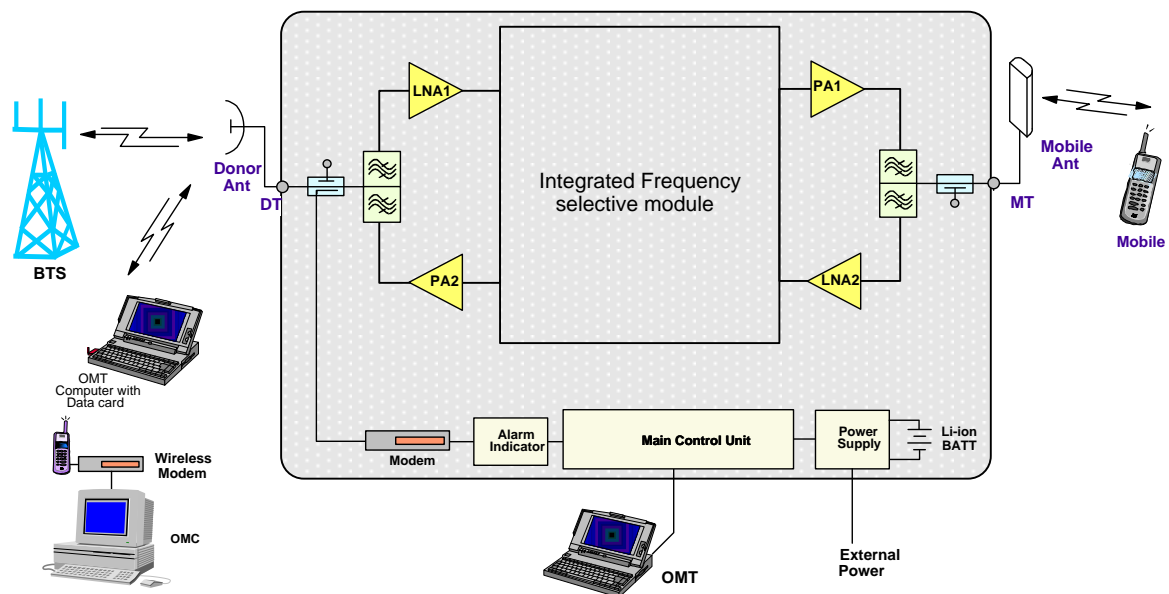 LNA1
PA1
Donor
Ant
DT
BTS
Integrated Frequency
selective module
Mobile
Ant
MT
Mobile
PA2
LNA2
OMT
Computer with
Data card
Wireless
Modem
OMC
Modem
Alarm
Indicator
Main Control Unit
Power
Supply
Li-ion
BATT
OMT
External
Power